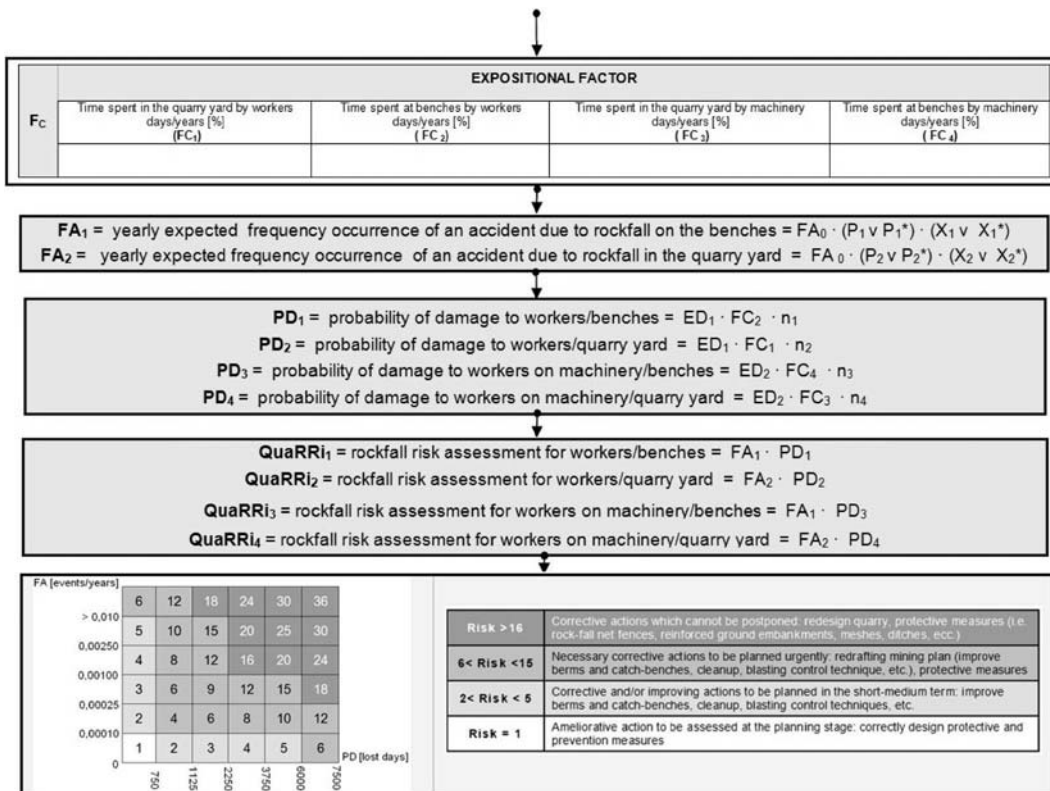 EXPOSITIONAL FACTOR
F_C
Time spent in the quarry yard by workers
days/years [%]
(FC₁)
Time spent at benches by workers
days/years [%]
( FC ₂)
Time spent in the quarry yard by machinery
days/years [%]
( FC ₃)
Time spent at benches by machinery
days/years [%]
( FC ₄)
FA₁ = yearly expected frequency occurrence of an accident due to rockfall on the benches = FA₀ · (P₁ v P₁*) · (X₁ v X₁*)
FA₂ = yearly expected frequency occurrence of an accident due to rockfall in the quarry yard = FA ₀ · (P₂ v P₂*) · (X₂ v X₂*)
PD₁ = probability of damage to workers/benches = ED₁ · FC₂ · n₁
PD₂ = probability of damage to workers/quarry yard = ED₁ · FC₁ · n₂
PD₃ = probability of damage to workers on machinery/benches = ED₂ · FC₄ · n₃
PD₄ = probability of damage to workers on machinery/quarry yard = ED₂ · FC₃ · n₄
QuaRRi₁ = rockfall risk assessment for workers/benches = FA₁ · PD₁
QuaRRi₂ = rockfall risk assessment for workers/quarry yard = FA₂ · PD₂
QuaRRi₃ = rockfall risk assessment for workers on machinery/benches = FA₁ · PD₃
QuaRRi₄ = rockfall risk assessment for workers on machinery/quarry yard = FA₂ · PD₄
FA [events/years]
6 12 18 24 30 36
> 0,010
5 10 15 20 25 30
0,00250
4 8 12 16 20 24
0,00100
3 6 9 12 15 18
0,00025
2 4 6 8 10 12
0,00010
1 2 3 4 5 6
PD [lost days]
0
750 1125 2250 3750 6000 7500
Risk > 16
Corrective actions which cannot be postponed: redesign quarry, protective measures (i.e.
rock-fall net fences, reinforced ground embankments, meshes, ditches, ecc.)
6< Risk <15
Necessary corrective actions to be planned urgently: redrafting mining plan (improve
berms and catch-benches, cleanup, blasting control technique, etc.), protective measures
2< Risk < 5
Corrective and/or improving actions to be planned in the short-medium term: improve
berms and catch-benches, cleanup, blasting control techniques, etc.
Risk = 1
Ameliorative action to be assessed at the planning stage: correctly design protective and
prevention measures